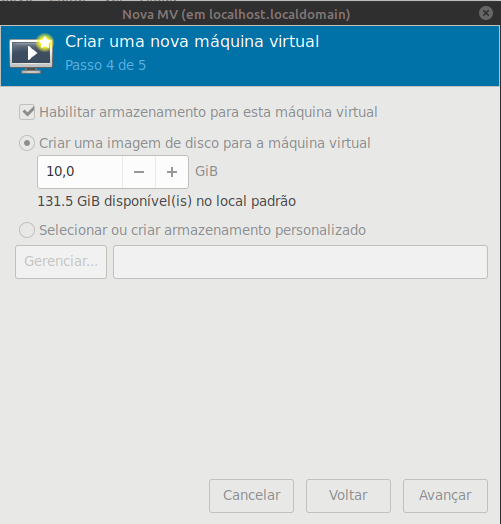 Nova MV (em localhost.localdomain)
Criar uma nova máquina virtual
Passo 4 de 5
Habilitar armazenamento para esta máquina virtual
Criar uma imagem de disco para a máquina virtual
10,0 − + GiB
131.5 GiB disponível(is) no local padrão
Selecionar ou criar armazenamento personalizado
Gerenciar...
Cancelar Voltar Avançar